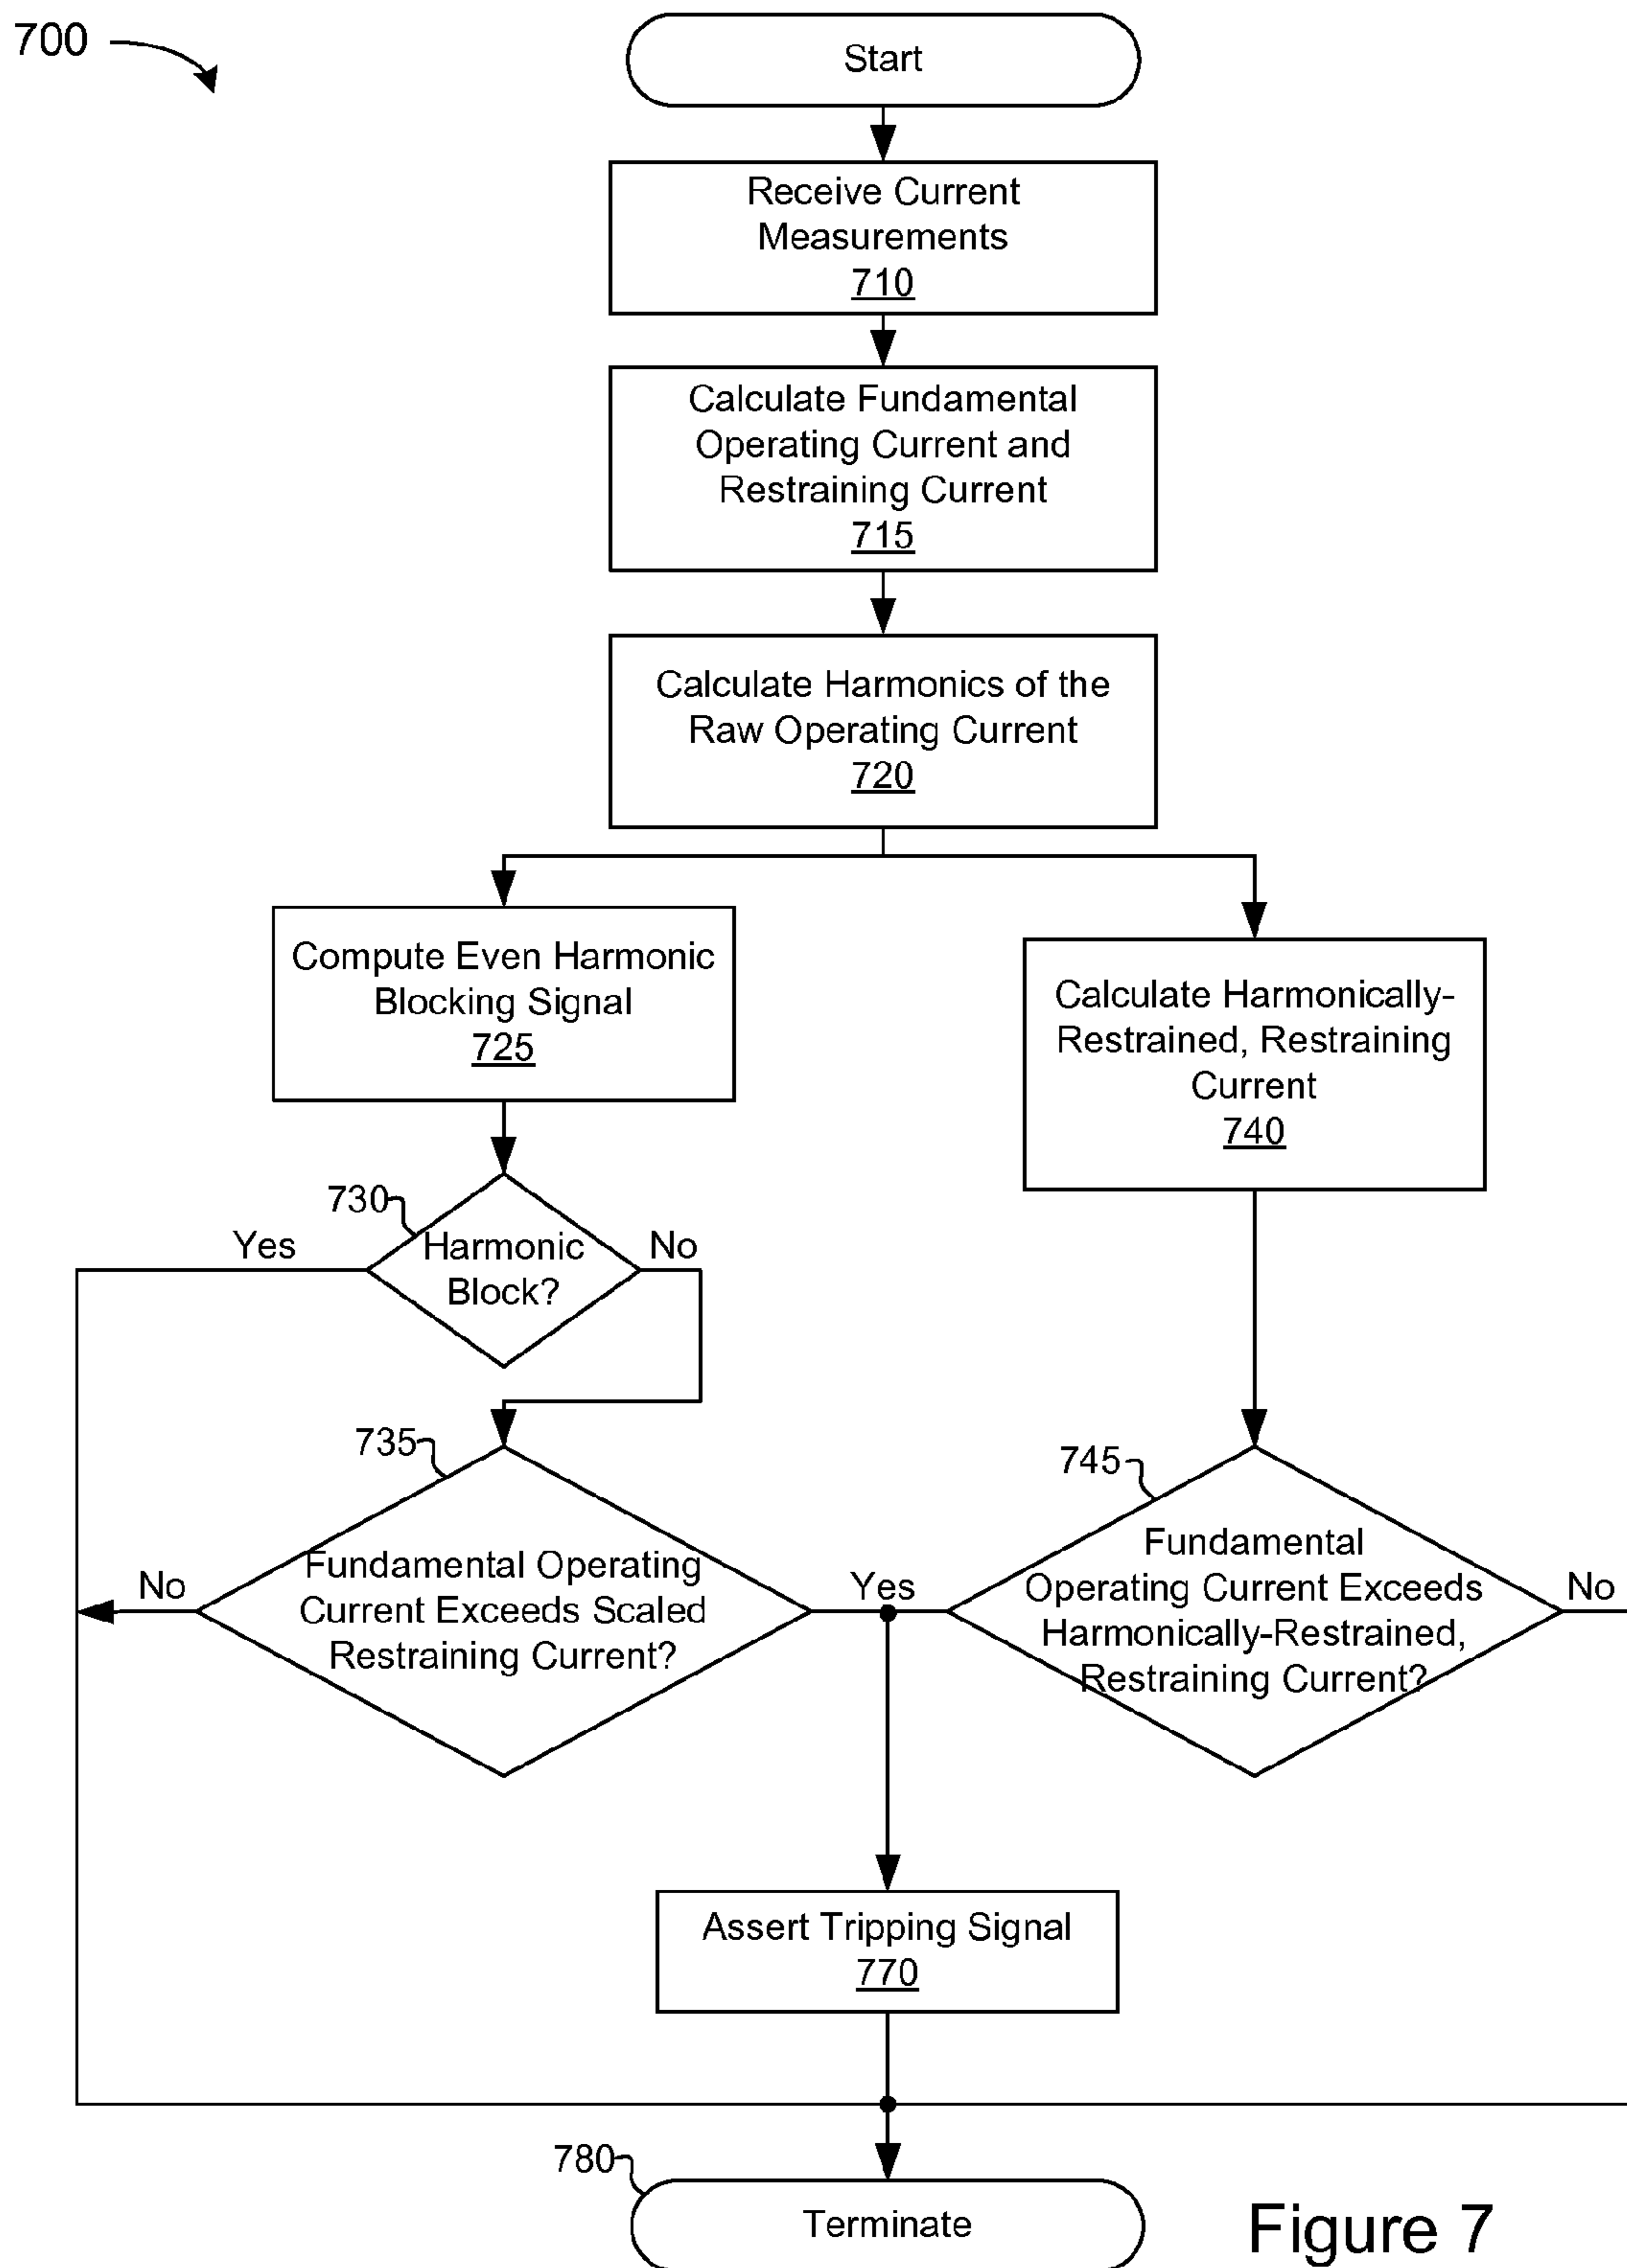 700
Start
Receive Current
Measurements
710
Calculate Fundamental
Operating Current and
Restraining Current
715
Calculate Harmonics of the
Raw Operating Current
720
Compute Even Harmonic
Blocking Signal
725
Calculate Harmonically-
Restrained, Restraining
Current
740
730
Yes
Harmonic
Block?
No
735
No
Fundamental Operating
Current Exceeds Scaled
Restraining Current?
Yes
745
Fundamental
Operating Current Exceeds
Harmonically-Restrained,
Restraining Current?
No
Assert Tripping Signal
770
780
Terminate
Figure 7